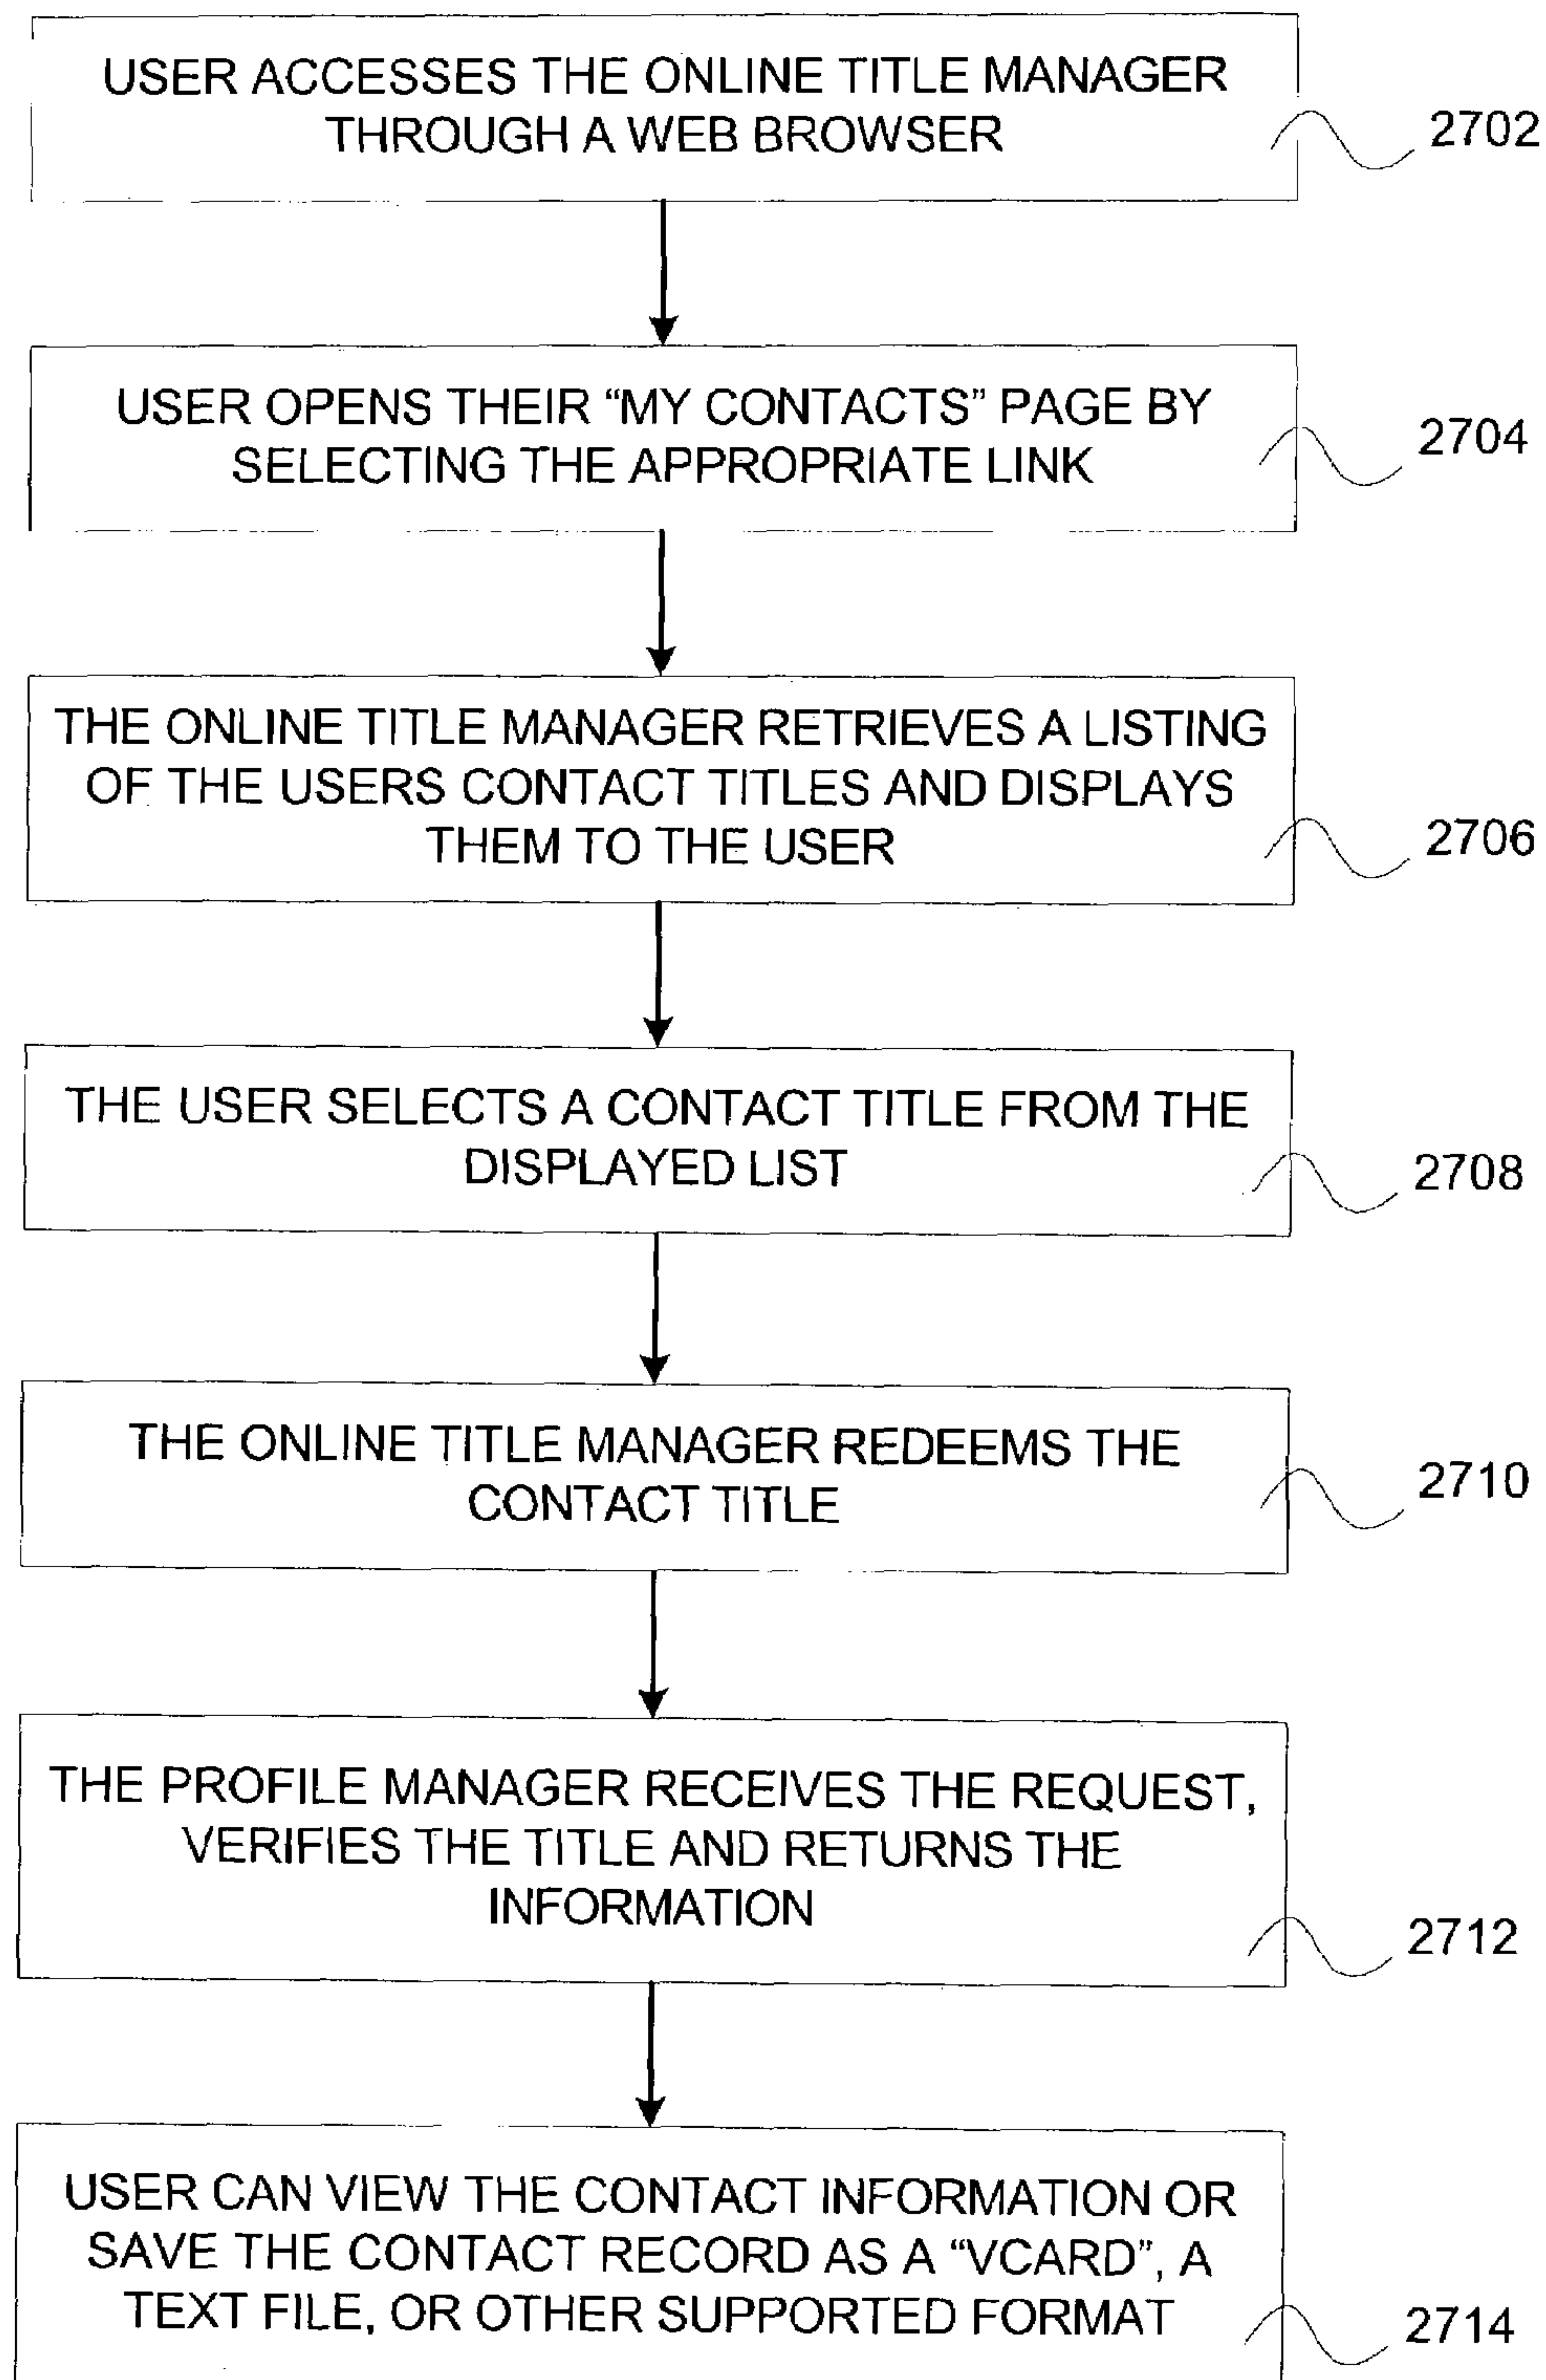 USER ACCESSES THE ONLINE TITLE MANAGER
THROUGH A WEB BROWSER
2702
USER OPENS THEIR “MY CONTACTS” PAGE BY
SELECTING THE APPROPRIATE LINK
2704
THE ONLINE TITLE MANAGER RETRIEVES A LISTING
OF THE USERS CONTACT TITLES AND DISPLAYS
THEM TO THE USER
2706
THE USER SELECTS A CONTACT TITLE FROM THE
DISPLAYED LIST
2708
THE ONLINE TITLE MANAGER REDEEMS THE
CONTACT TITLE
2710
THE PROFILE MANAGER RECEIVES THE REQUEST,
VERIFIES THE TITLE AND RETURNS THE
INFORMATION
2712
USER CAN VIEW THE CONTACT INFORMATION OR
SAVE THE CONTACT RECORD AS A “VCARD”, A
TEXT FILE, OR OTHER SUPPORTED FORMAT
2714